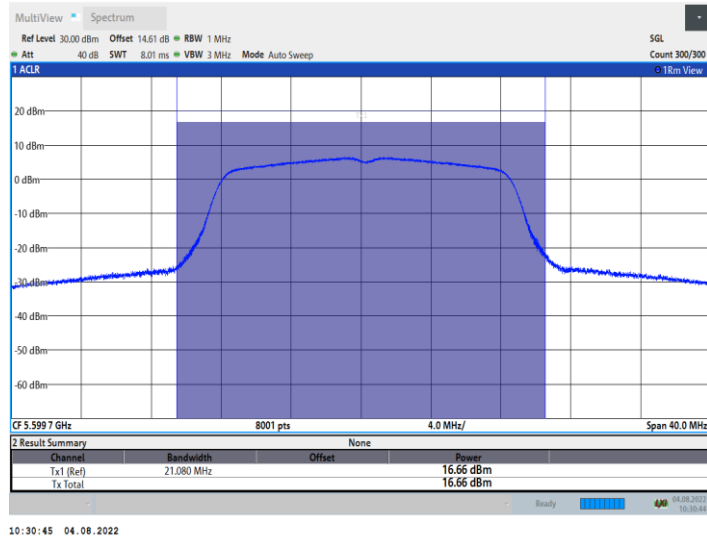 MultiView Spectrum
Ref Level 30.00 dBm Offset 14.61 dB RBW 1 MHz SGL
Att 40 dB SWT 8.01 ms VBW 3 MHz Mode Auto Sweep Count 300/300
1 ACLR 1Rm View
20 dBm
10 dBm
0 dBm
-10 dBm
-20 dBm
-30 dBm
-40 dBm
-50 dBm
-60 dBm
CF 5.599 7 GHz 8001 pts 4.0 MHz/ Span 40.0 MHz
2 Result Summary None
Channel Bandwidth Offset Power
Tx1 (Ref) 21.080 MHz 16.66 dBm
Tx Total 16.66 dBm
Ready 04.08.2022
10:30:44
10:30:45 04.08.2022